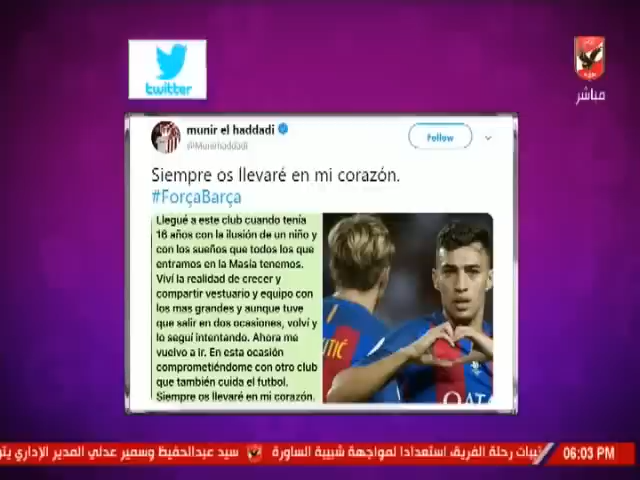 twitter
مباشر
munir el haddadi
@Munirhaddadi
Follow
Siempre os llevaré en mi corazón.
#ForçaBarça
Llegué a este club cuando tenía
16 años con la ilusión de un niño y
con los sueños que todos los que
entramos en la Masía tenemos.
Viví la realidad de crecer y
compartir vestuario y equipo con
los mas grandes y aunque tuve
que salir en dos ocasiones, volví y
lo seguí intentando. Ahora me
vuelvo a ir. En esta ocasión
comprometiéndome con otro club
que también cuida el futbol.
Siempre os llevaré en mi corazón.
تيبات رحلة الفريق، استعدادا لمواجهة شبيبة الساورة سيد عبدالحفيظ وسمير عدلي المدير الإداري يتو
06:03 PM